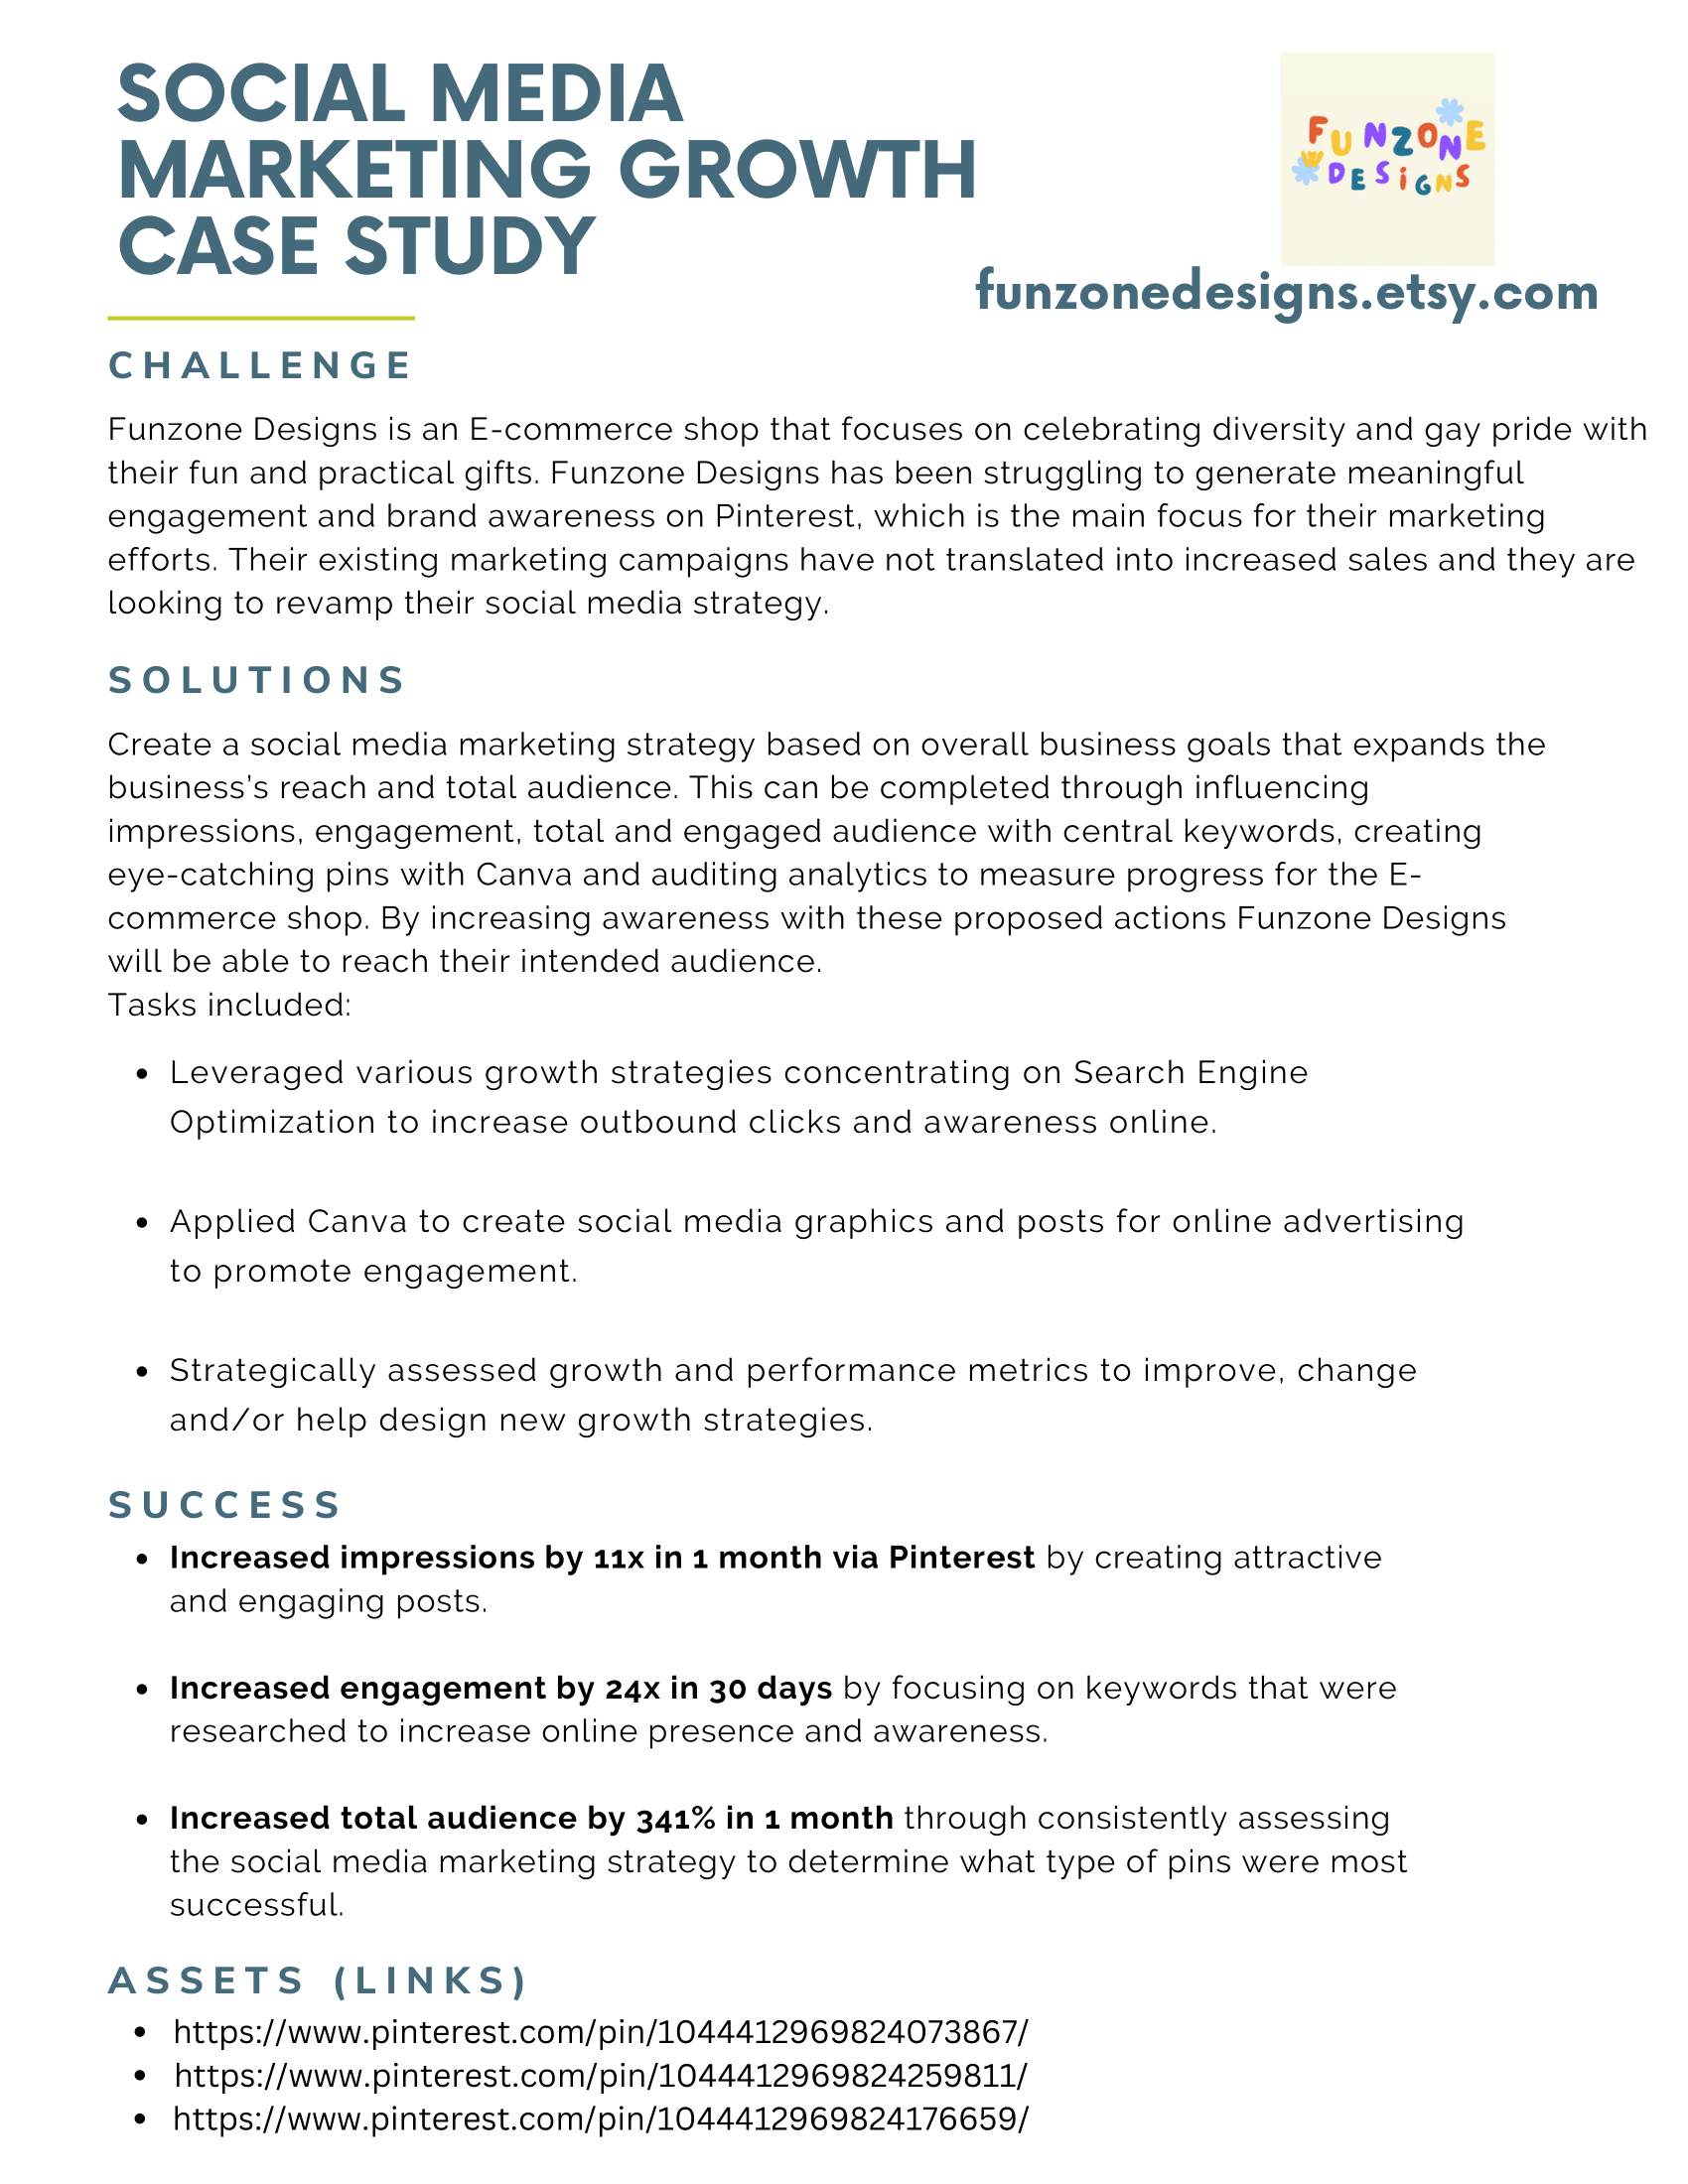 SOCIAL MEDIA
MARKETING GROWTH
CASE STUDY
FUNZONE
W DESIGNS
funzonedesigns.etsy.com
CHALLENGE
Funzone Designs is an E-commerce shop that focuses on celebrating diversity and gay pride with
their fun and practical gifts. Funzone Designs has been struggling to generate meaningful
engagement and brand awareness on Pinterest, which is the main focus for their marketing
efforts. Their existing marketing campaigns have not translated into increased sales and they are
looking to revamp their social media strategy.
SOLUTIONS
Create a social media marketing strategy based on overall business goals that expands the
business’s reach and total audience. This can be completed through influencing
impressions, engagement, total and engaged audience with central keywords, creating
eye-catching pins with Canva and auditing analytics to measure progress for the E-
commerce shop. By increasing awareness with these proposed actions Funzone Designs
will be able to reach their intended audience.
Tasks included:
• Leveraged various growth strategies concentrating on Search Engine
Optimization to increase outbound clicks and awareness online.
• Applied Canva to create social media graphics and posts for online advertising
to promote engagement.
• Strategically assessed growth and performance metrics to improve, change
and/or help design new growth strategies.
SUCCESS
• Increased impressions by 11x in 1 month via Pinterest by creating attractive
and engaging posts.
• Increased engagement by 24x in 30 days by focusing on keywords that were
researched to increase online presence and awareness.
• Increased total audience by 341% in 1 month through consistently assessing
the social media marketing strategy to determine what type of pins were most
successful.
ASSETS (LINKS)
• https://www.pinterest.com/pin/1044412969824073867/
• https://www.pinterest.com/pin/1044412969824259811/
• https://www.pinterest.com/pin/1044412969824176659/